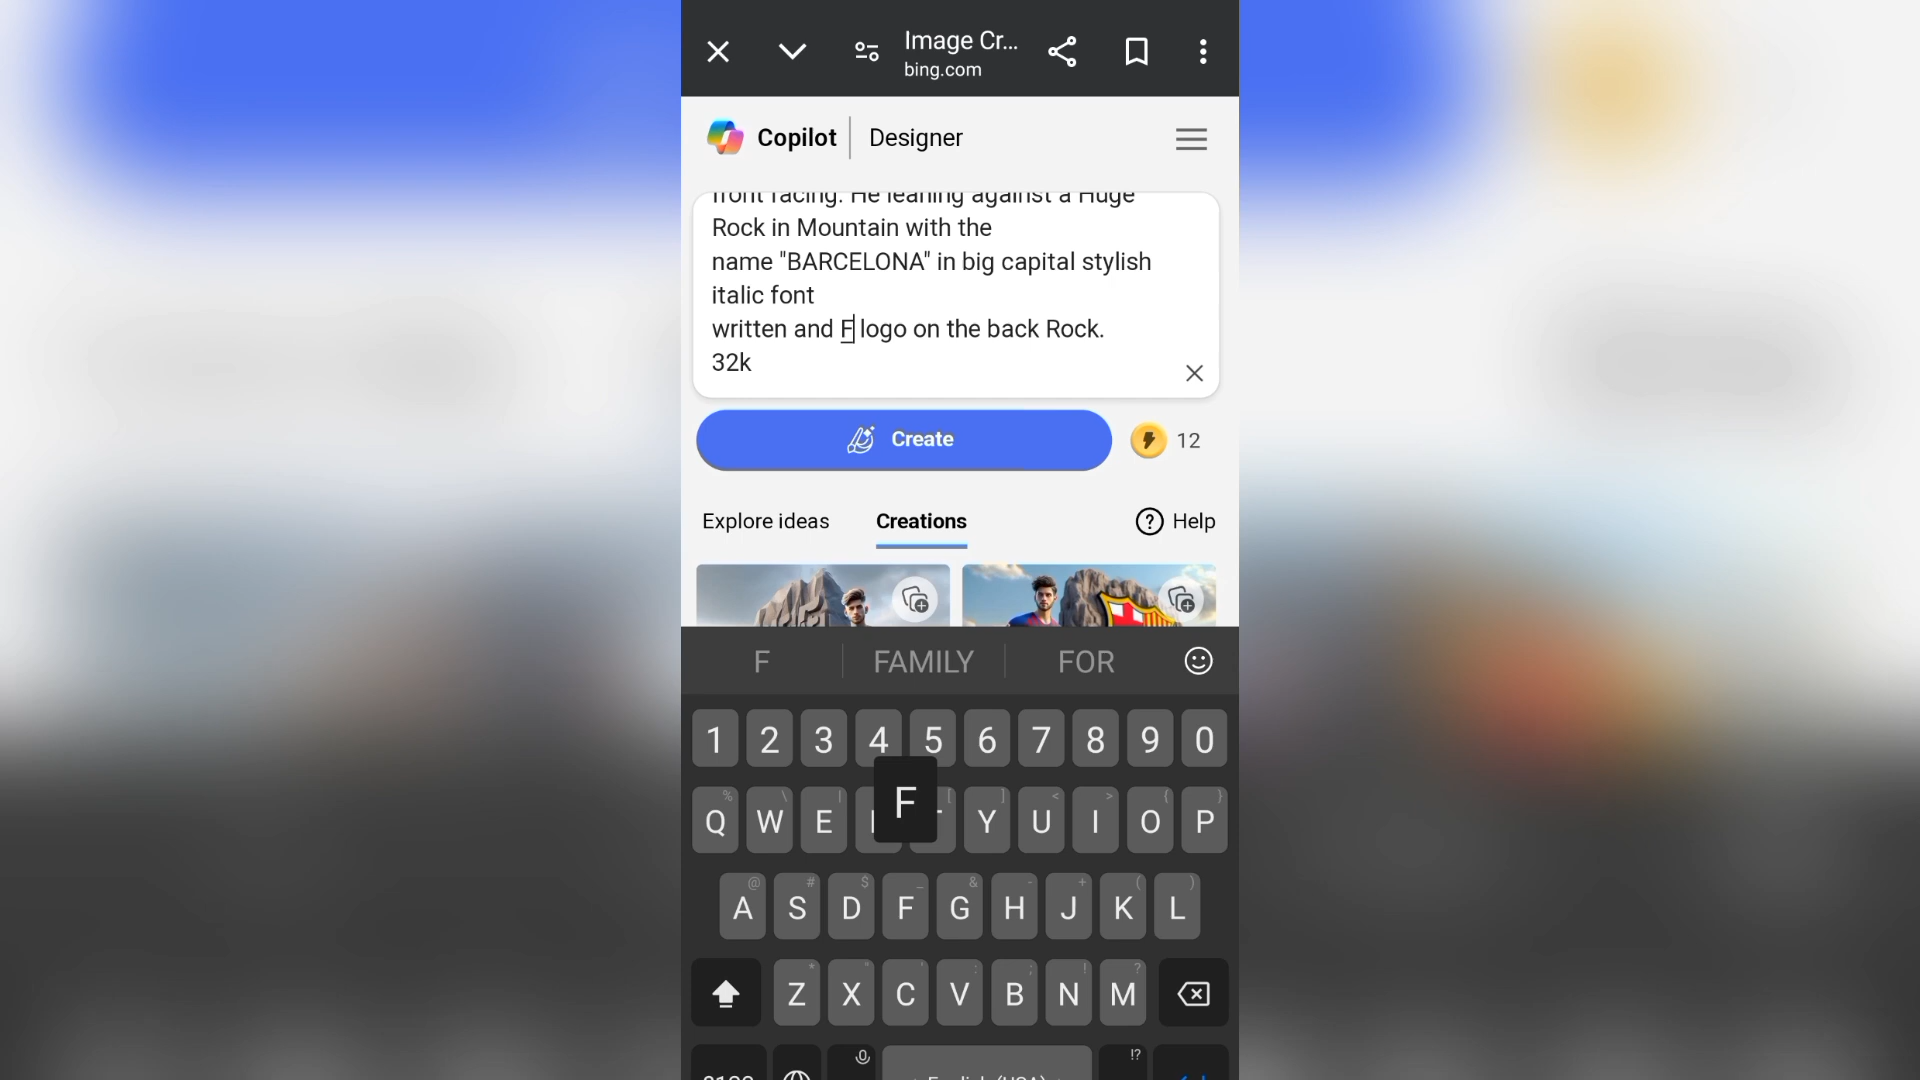 Image Cr...
bing.com
Copilot | Designer
front facing. He leaning against a Huge
Rock in Mountain with the
name "BARCELONA" in big capital stylish
italic font
written and F logo on the back Rock.
32k
Create
12
Explore ideas
Creations
Help
F
FAMILY
FOR
1 2 3 4 5 6 7 8 9 0
F
% \ | [ ] < > { }
Q W E Y U I O P
@ # $ _ & - + ( )
A S D F G H J K L
* " ' : ; ! ?
Z X C V B N M
!?